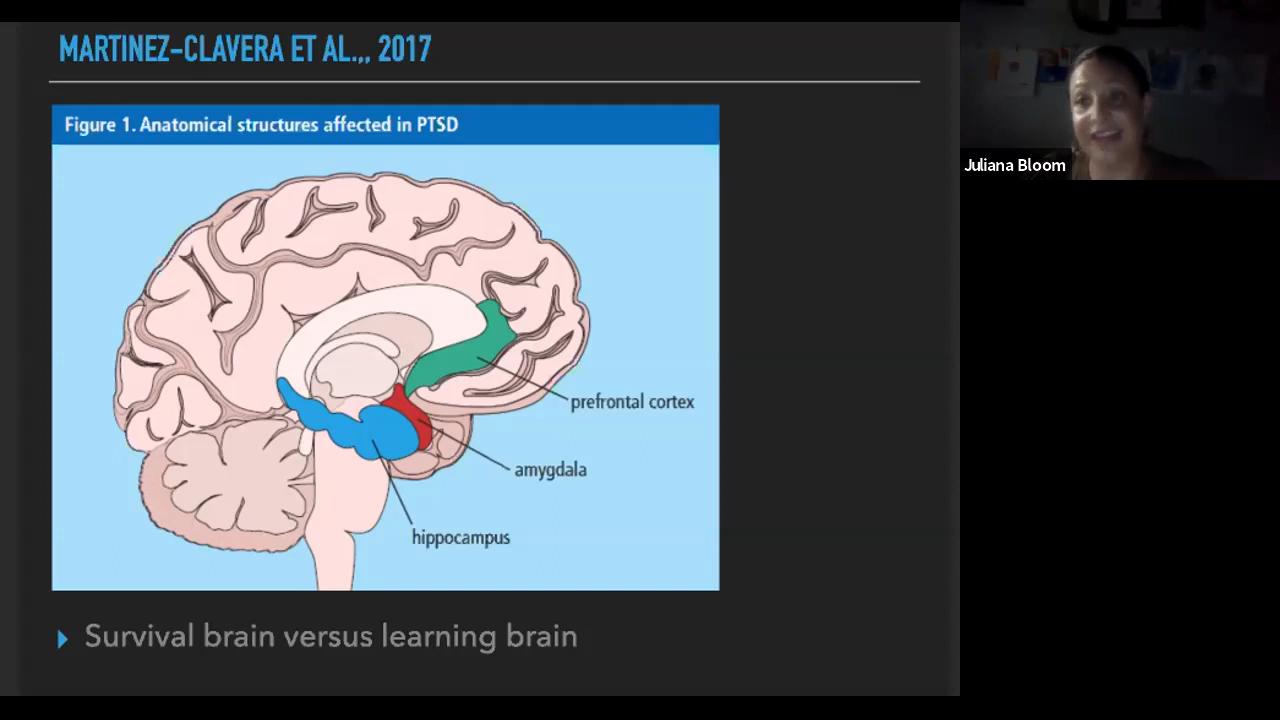 MARTINEZ-CLAVERA ET AL.,,, 2017
Figure 1. Anatomical structures affected in PTSD
Juliana Bloom
prefrontal cortex
amygdala
hippocampus
Survival brain versus learning brain